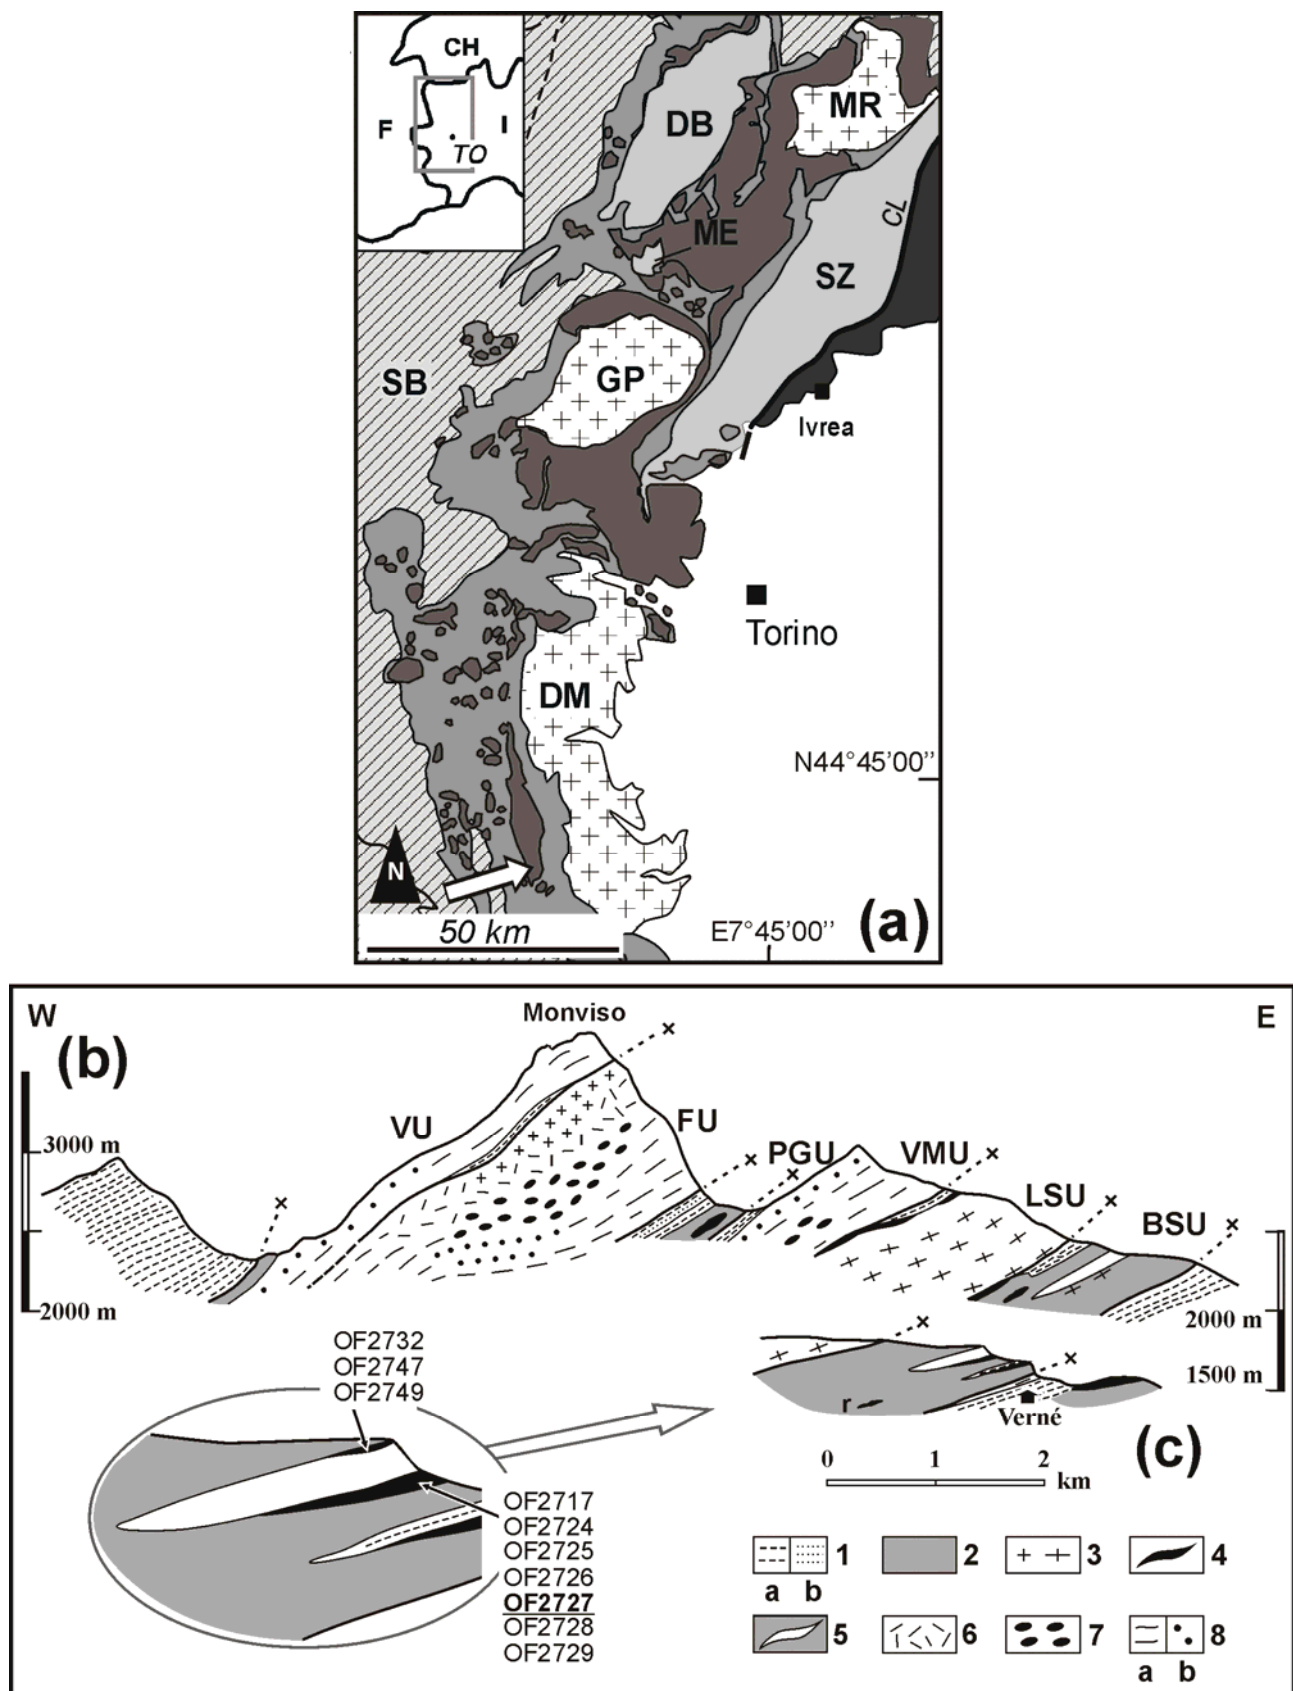 CH
F
I
TO
DB
MR
ME
CL
SZ
SB
GP
Ivrea
Torino
DM
N44°45'00''
N
50 km
E7°45'00''
(a)
W
E
(b)
Monviso
×
VU
FU
3000 m
PGU
VMU
×
×
×
LSU
×
×
BSU
×
2000 m
2000 m
OF2732
OF2747
OF2749
×
×
1500 m
r
Verné
(c)
0 1 2
km
OF2717
OF2724
OF2725
OF2726
OF2727
OF2728
OF2729
1 2 3 4
a b
5 6 7 8
a b